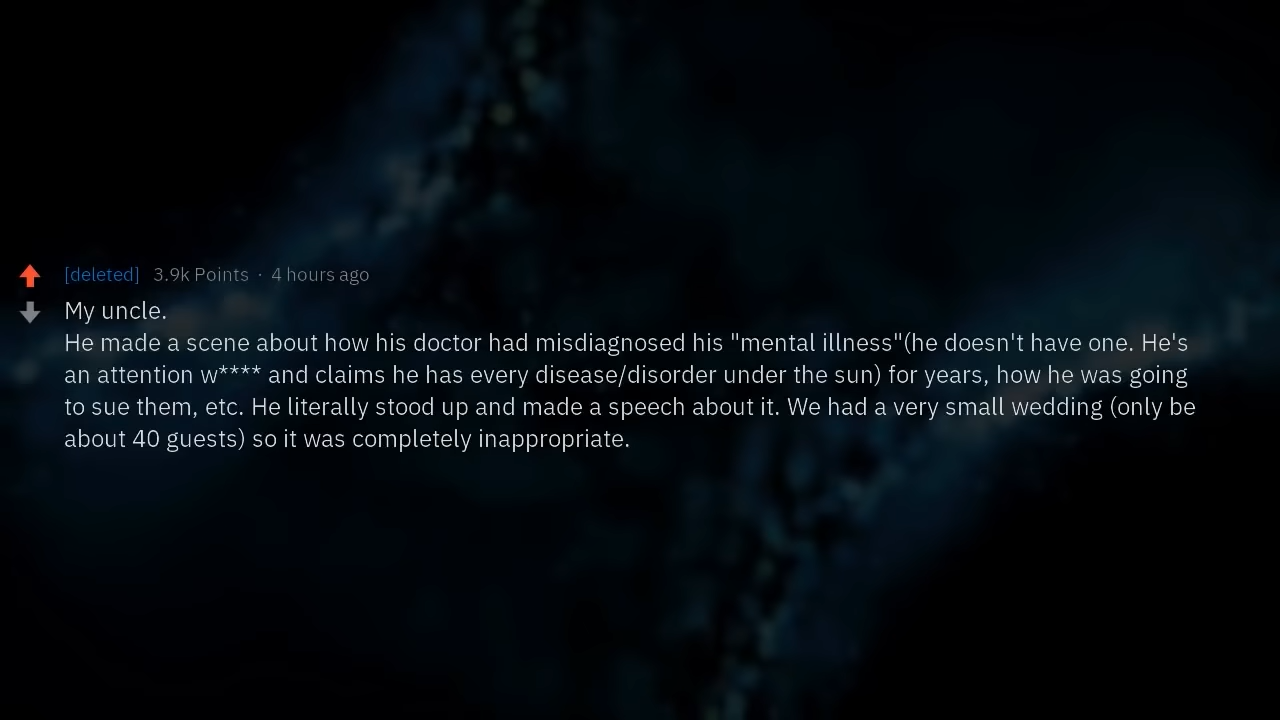 [deleted] 3.9k Points · 4 hours ago
My uncle.
He made a scene about how his doctor had misdiagnosed his "mental illness"(he doesn't have one. He's
an attention w**** and claims he has every disease/disorder under the sun) for years, how he was going
to sue them, etc. He literally stood up and made a speech about it. We had a very small wedding (only be
about 40 guests) so it was completely inappropriate.